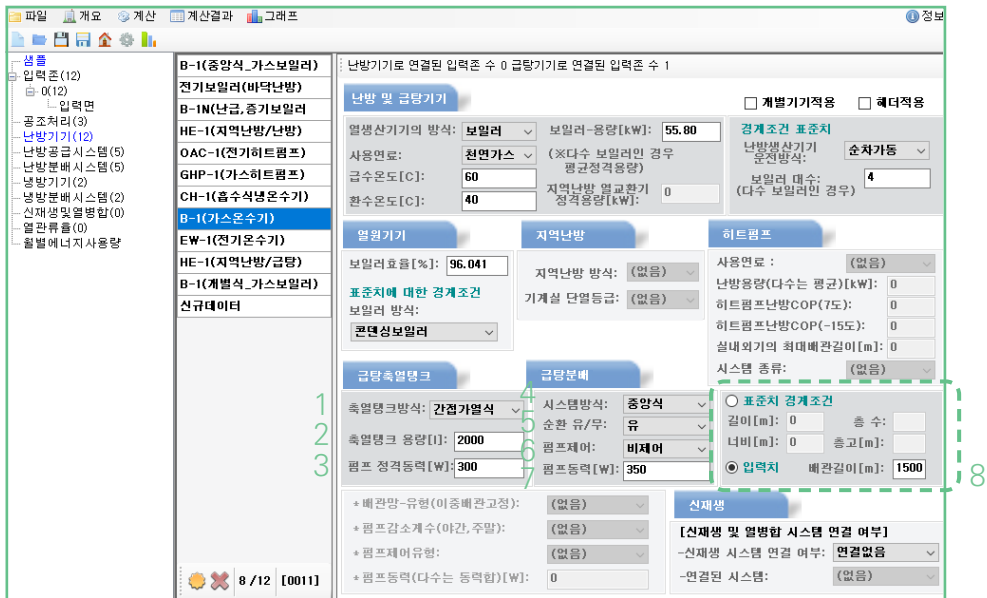 파일 개요 계산 계산결과 그래프 정보
샘플
입력존(12)
0(12)
입력면
공조처리(3)
난방기기(12)
난방공급시스템(5)
난방분배시스템(5)
냉방기기(2)
냉방분배시스템(2)
신재생및열병합(0)
열관류율(0)
월별에너지사용량
B-1(중앙식_가스보일러)
전기보일러(바닥난방)
B-1N(난급,증기보일러
HE-1(지역난방/난방)
OAC-1(전기히트펌프)
GHP-1(가스히트펌프)
CH-1(흡수식냉온수기)
B-1(가스온수기)
EW-1(전기온수기)
HE-1(지역난방/급탕)
B-1(개별식_가스보일러)
신규데이터
8 /12 [0011]
난방기기로 연결된 입력존 수 0 급탕기기로 연결된 입력존 수 1
난방 및 급탕기기
개별기기적용 헤더적용
열생산기기의 방식: 보일러
사용연료: 천연가스
급수온도[C]: 60
환수온도[C]: 40
보일러-용량[kW]: 55.80
(※다수 보일러인 경우
평균정격용량)
지역난방 열교환기
정격용량[kW]: 0
경계조건 표준치
난방생산기기
운전방식: 순차가동
보일러 대수: 4
(다수 보일러인 경우)
열원기기
보일러효율[%]: 96.041
표준치에 대한 경계조건
보일러 방식:
콘덴싱보일러
지역난방
지역난방 방식: (없음)
기계실 단열등급: (없음)
히트펌프
사용연료 : (없음)
난방용량(다수는 평균)[kW]: 0
히트펌프난방COP(7도): 0
히트펌프난방COP(-15도): 0
실내외기의 최대배관길이[m]: 0
시스템 종류: (없음)
급탕축열탱크
1 축열탱크방식: 간접가열식
2 축열탱크 용량[l]: 2000
3 펌프 정격동력[W]: 300
급탕분배
4 시스템방식: 중앙식
5 순환 유/무: 유
6 펌프제어: 비제어
7 펌프동력[W]: 350
표준치 경계조건
길이[m]: 0 층 수:
너비[m]: 0 층고[m]:
입력치 배관길이[m]: 1500
8
*배관망-유형(이중배관고정): (없음)
*펌프감소계수(야간,주말): (없음)
*펌프제어유형: (없음)
*펌프동력(다수는 동력합)[W]: 0
신재생
[신재생 및 열병합 시스템 연결 여부]
-신재생 시스템 연결 여부: 연결없음
-연결된 시스템: (없음)